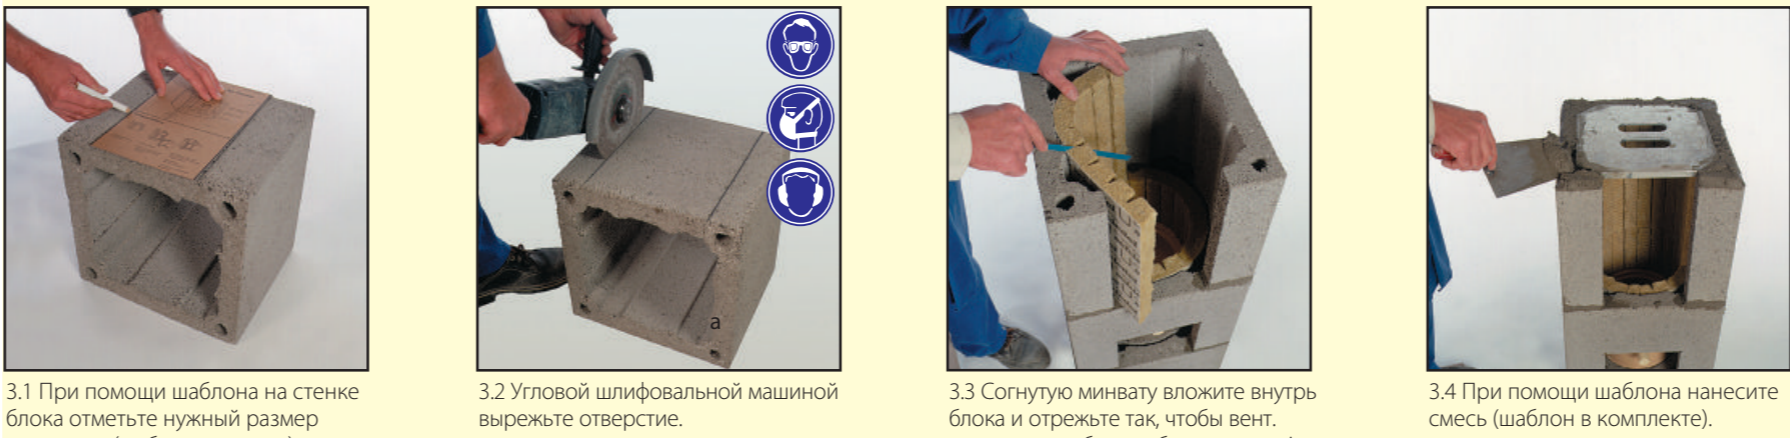 a
3.1 При помощи шаблона на стенке
блока отметьте нужный размер
3.2 Угловой шлифовальной машиной
вырежьте отверстие.
3.3 Согнутую минвату вложите внутрь
блока и отрежьте так, чтобы вент.
3.4 При помощи шаблона нанесите
смесь (шаблон в комплекте).